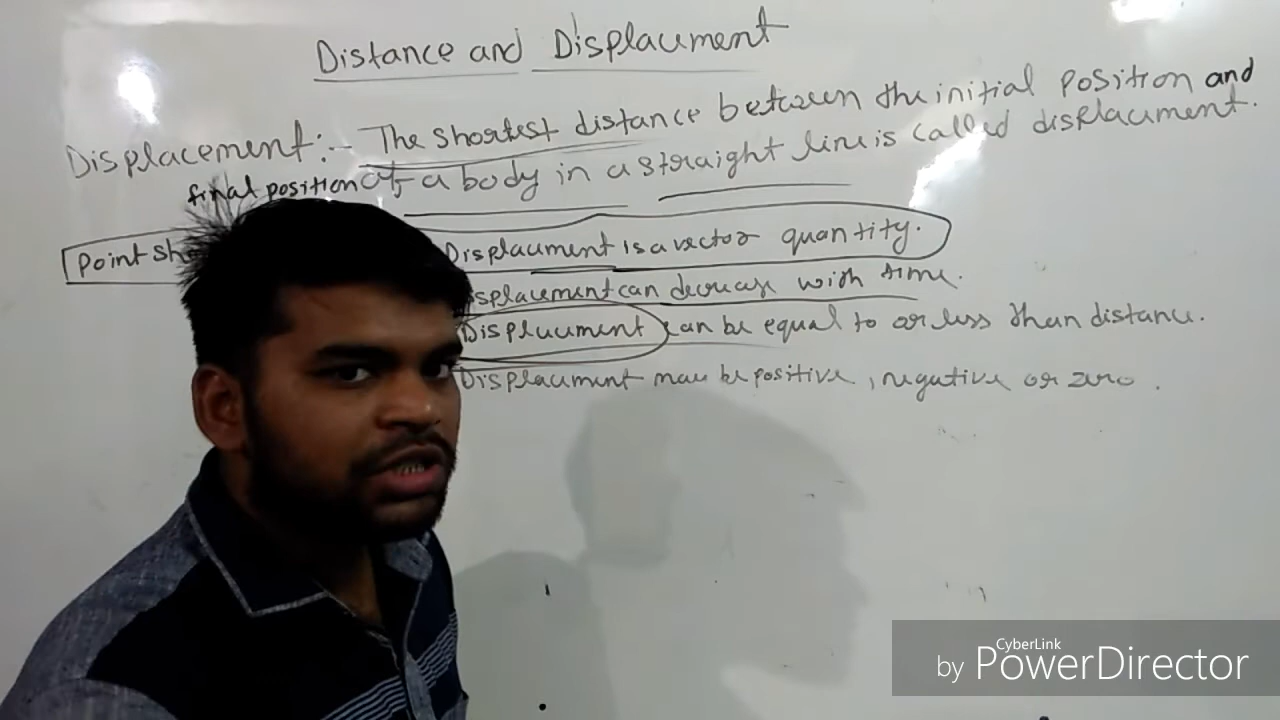 Distance and Displacement
Displacement:- The shortest distance between the initial position and
final position of a body in a straight line is called displacement.
Point Displacement is a vector quantity.
splacement can decrease with time.
Displacement can be equal to or less than distance.
Displacement may be positive, negative or zero.
CyberLink
by PowerDirector